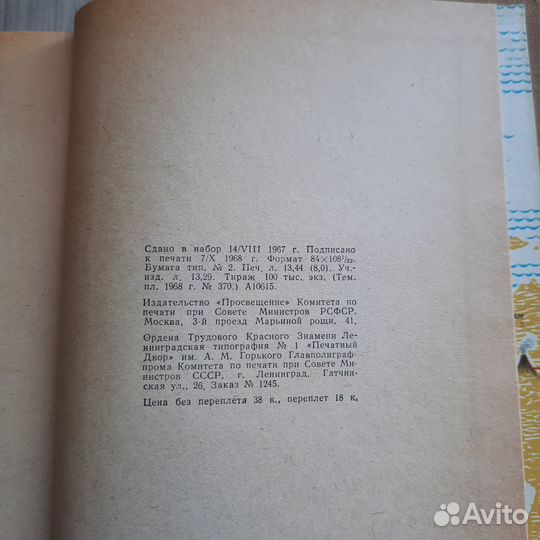 Сдано в набор 14/VIII 1967 г. Подписано
к печати 7/X 1968 г. Формат 84×108¹/₃₂.
Бумага тип. № 2. Печ. л. 13,44 (8,0). Уч.-
изд. л. 13,29. Тираж 100 тыс. экз. (Тем.
пл. 1968 г. № 370.) А10615.
Издательство «Просвещение» Комитета по
печати при Совете Министров РСФСР.
Москва, 3-й проезд Марьиной рощи, 41.
Ордена Трудового Красного Знамени Ле-
нинградская типография № 1 «Печатный
Двор» им. А. М. Горького Главполиграф-
прома Комитета по печати при Совете Ми-
нистров СССР, г. Ленинград, Гатчин-
ская ул., 26. Заказ № 1245.
Цена без переплёта 38 к., переплет 18 к.
Avito